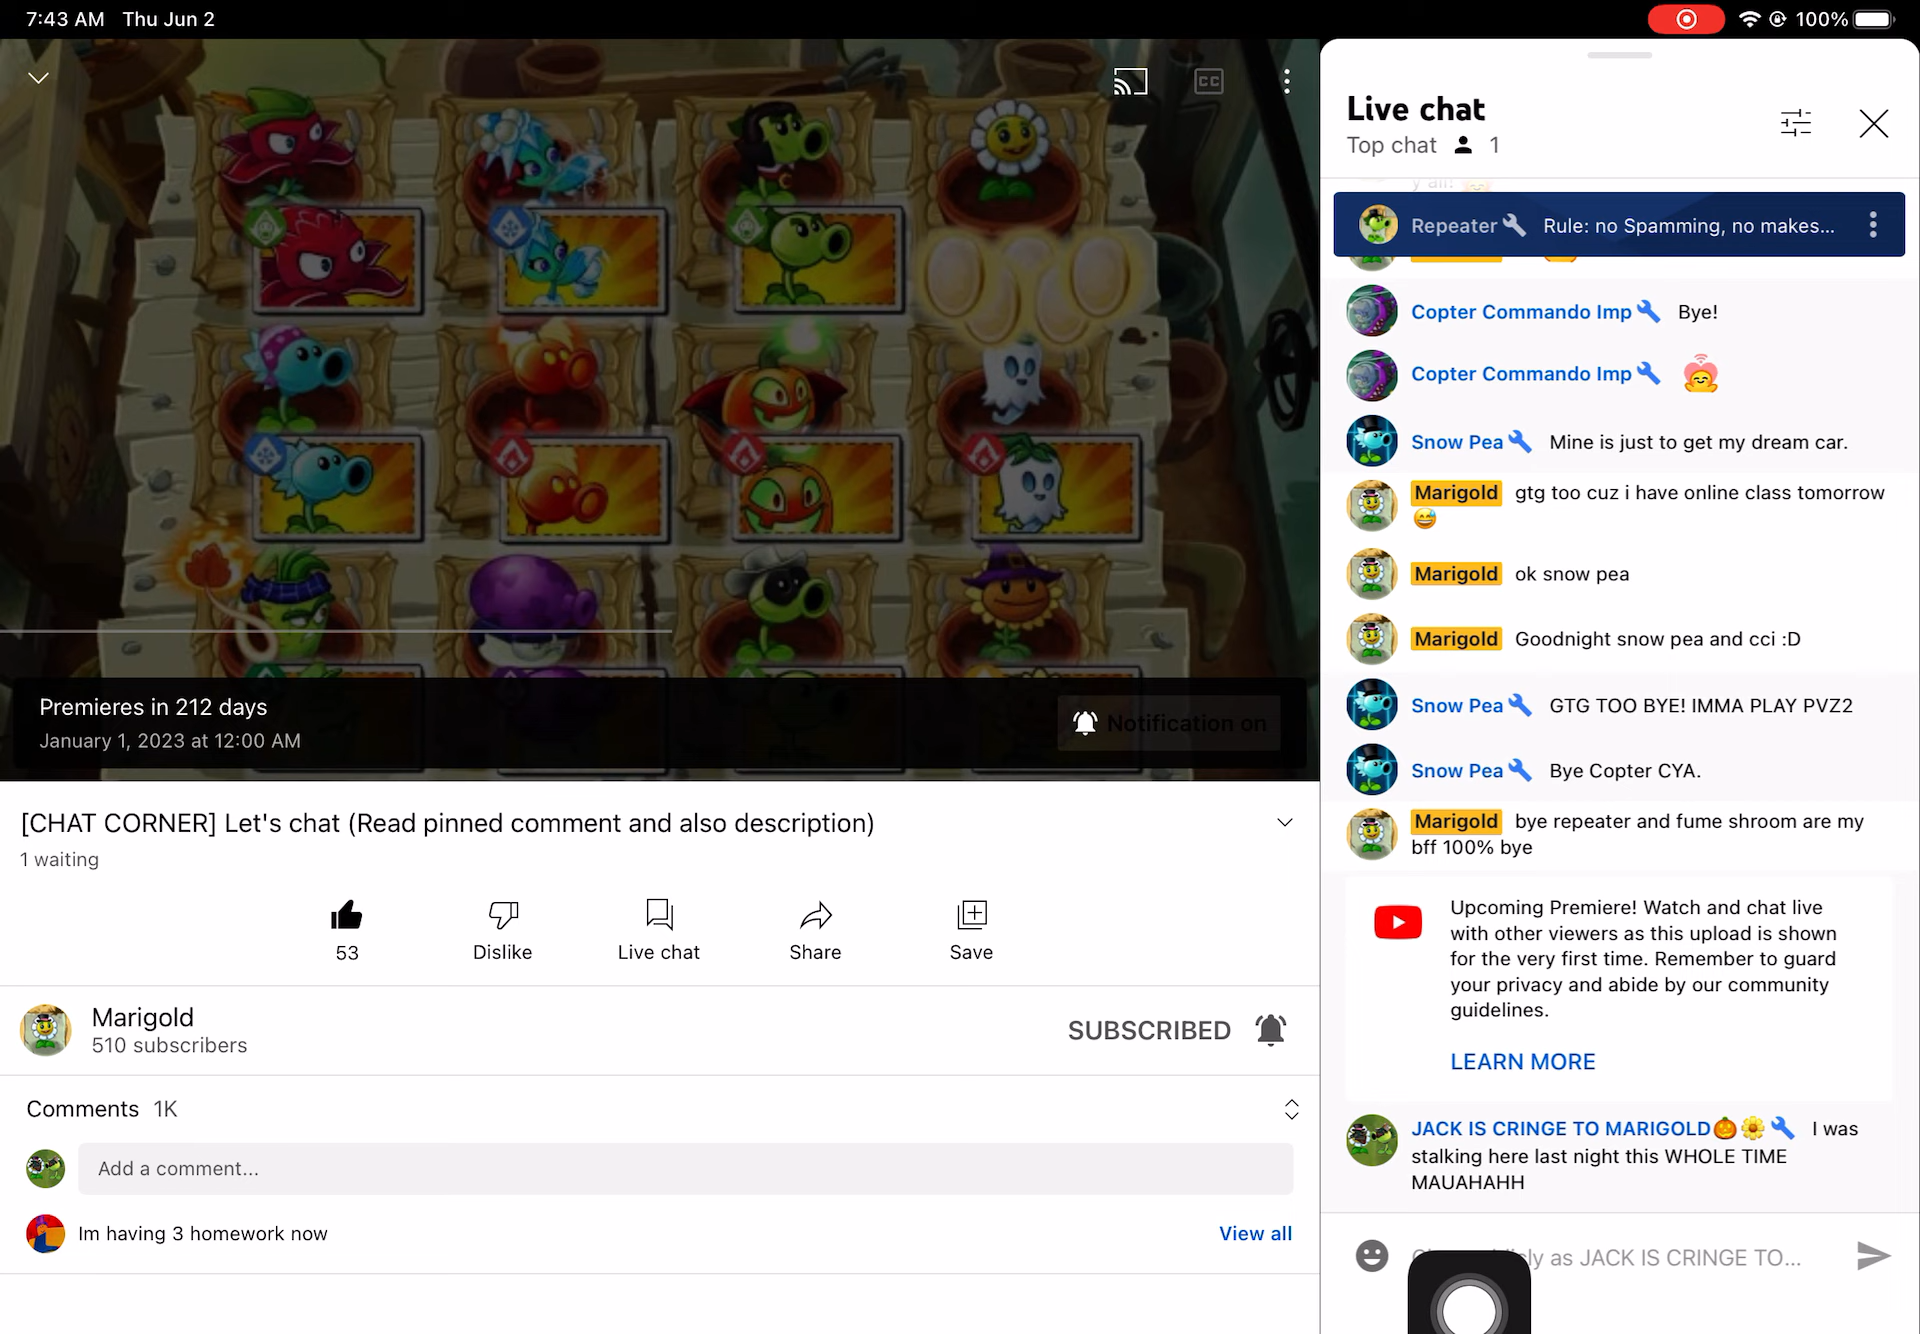 7:43 AM Thu Jun 2
100%
CC
Premieres in 212 days
January 1, 2023 at 12:00 AM
Notification on
[CHAT CORNER] Let's chat (Read pinned comment and also description)
1 waiting
53
Dislike
Live chat
Share
Save
Marigold
510 subscribers
SUBSCRIBED
Comments 1K
Add a comment...
Im having 3 homework now
View all
Live chat
Top chat 1
y all!
Repeater Rule: no Spamming, no makes...
Copter Commando Imp Bye!
Copter Commando Imp
Snow Pea Mine is just to get my dream car.
Marigold gtg too cuz i have online class tomorrow
Marigold ok snow pea
Marigold Goodnight snow pea and cci :D
Snow Pea GTG TOO BYE! IMMA PLAY PVZ2
Snow Pea Bye Copter CYA.
Marigold bye repeater and fume shroom are my
bff 100% bye
Upcoming Premiere! Watch and chat live
with other viewers as this upload is shown
for the very first time. Remember to guard
your privacy and abide by our community
guidelines.
LEARN MORE
JACK IS CRINGE TO MARIGOLD I was
stalking here last night this WHOLE TIME
MAUAHAHH
as JACK IS CRINGE TO...